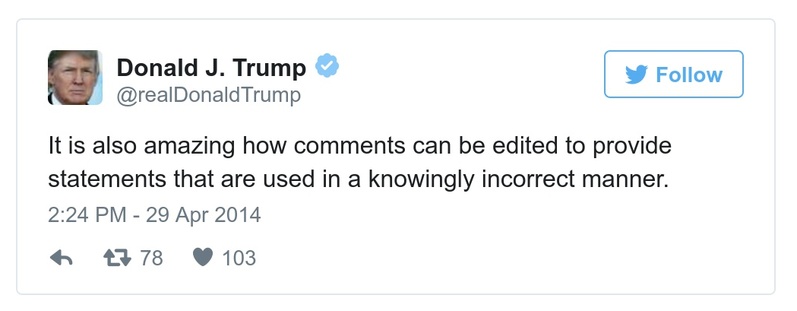 Donald J. Trump
@realDonaldTrump
Follow
It is also amazing how comments can be edited to provide
statements that are used in a knowingly incorrect manner.
2:24 PM - 29 Apr 2014
78 103